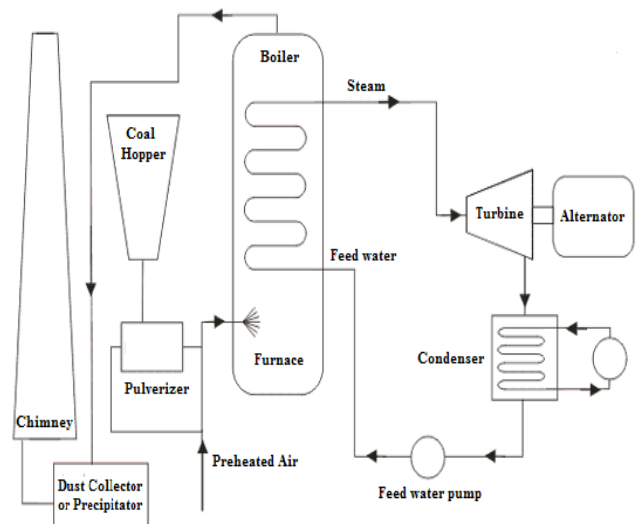 Boiler
Steam
Coal
Hopper
Turbine
Alternator
Feed water
Furnace
Condenser
Pulverizer
Chimney
Preheated Air
Dust Collector
or Precipitator
Feed water pump